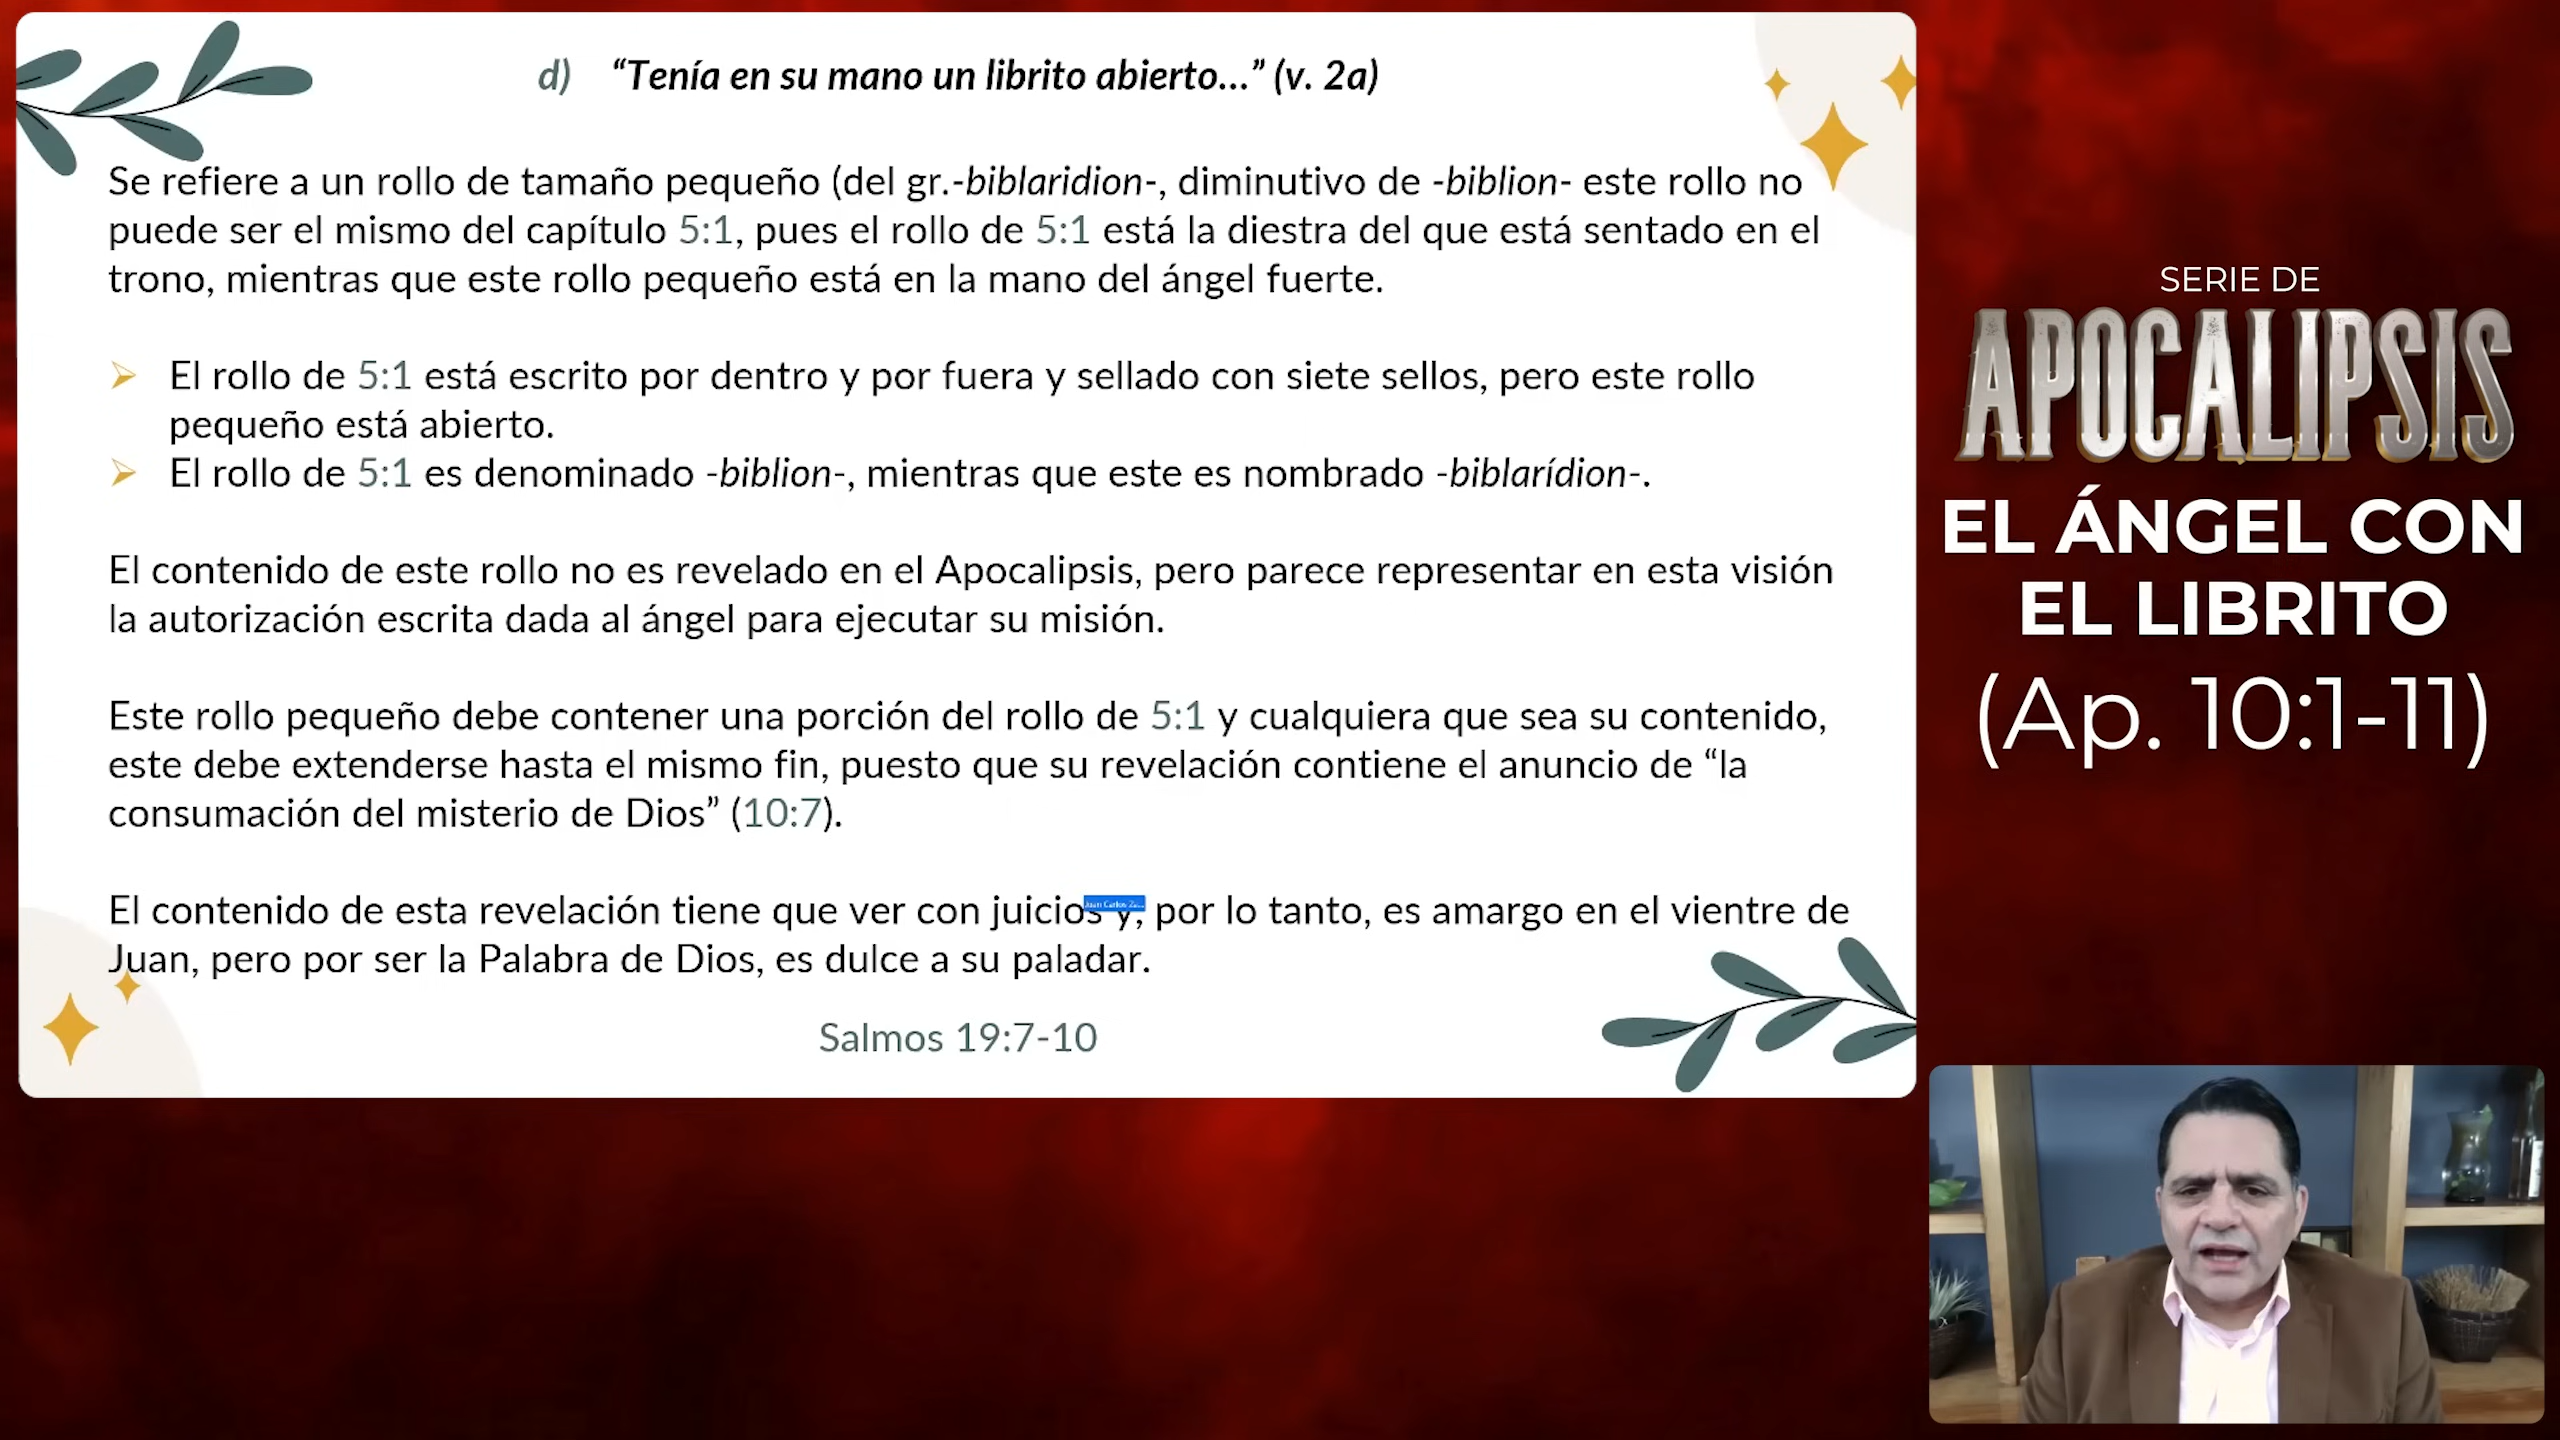 d) “Tenía en su mano un librito abierto...” (v. 2a)
Se refiere a un rollo de tamaño pequeño (del gr.-biblaridion-, diminutivo de -biblion- este rollo no
puede ser el mismo del capítulo 5:1, pues el rollo de 5:1 está la diestra del que está sentado en el
trono, mientras que este rollo pequeño está en la mano del ángel fuerte.
➢ El rollo de 5:1 está escrito por dentro y por fuera y sellado con siete sellos, pero este rollo
pequeño está abierto.
➢ El rollo de 5:1 es denominado -biblion-, mientras que este es nombrado -biblarídion-.
El contenido de este rollo no es revelado en el Apocalipsis, pero parece representar en esta visión
la autorización escrita dada al ángel para ejecutar su misión.
Este rollo pequeño debe contener una porción del rollo de 5:1 y cualquiera que sea su contenido,
este debe extenderse hasta el mismo fin, puesto que su revelación contiene el anuncio de “la
consumación del misterio de Dios” (10:7).
El contenido de esta revelación tiene que ver con juicios y, por lo tanto, es amargo en el vientre de
Juan, pero por ser la Palabra de Dios, es dulce a su paladar.
Salmos 19:7-10
Juan Carlos
SERIE DE
APOCALIPSIS
EL ÁNGEL CON
EL LIBRITO
(Ap. 10:1-11)